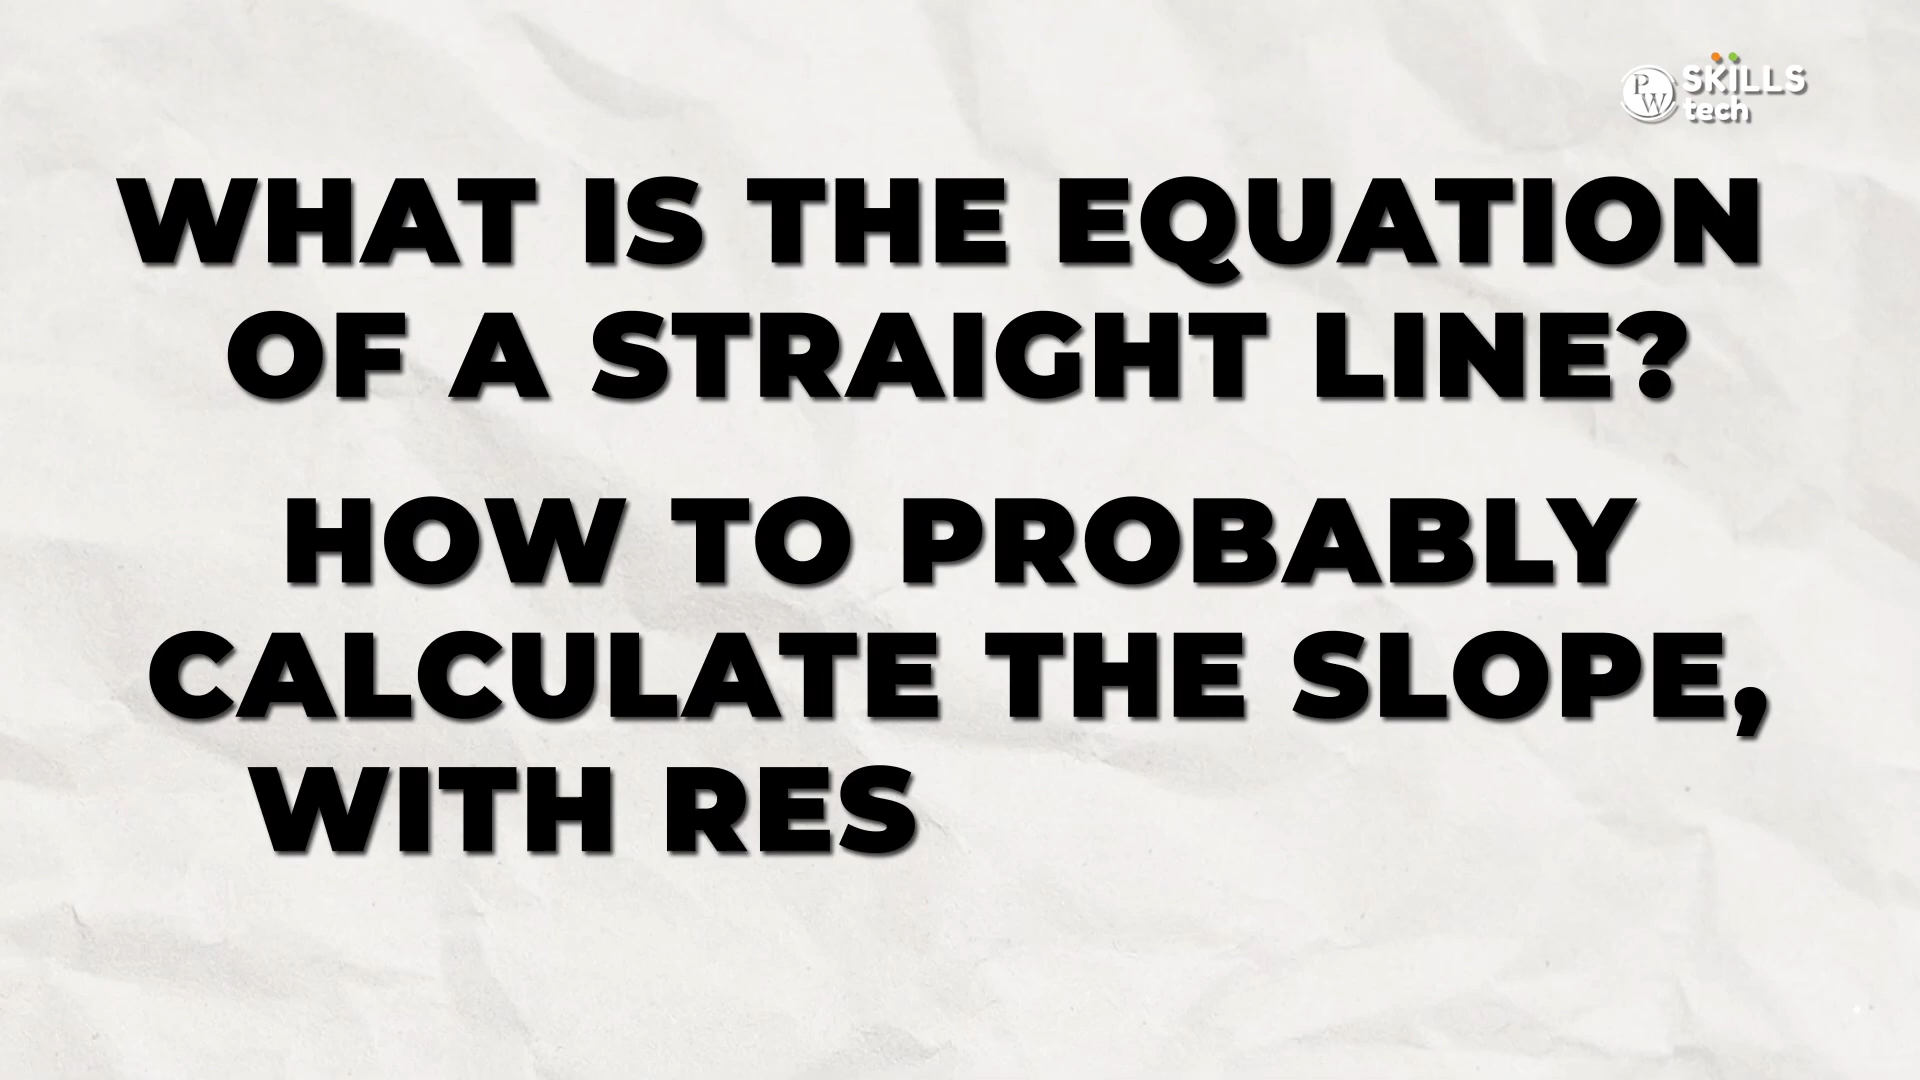 PW SKILLS
tech
WHAT IS THE EQUATION
OF A STRAIGHT LINE?
HOW TO PROBABLY
CALCULATE THE SLOPE,
WITH RES